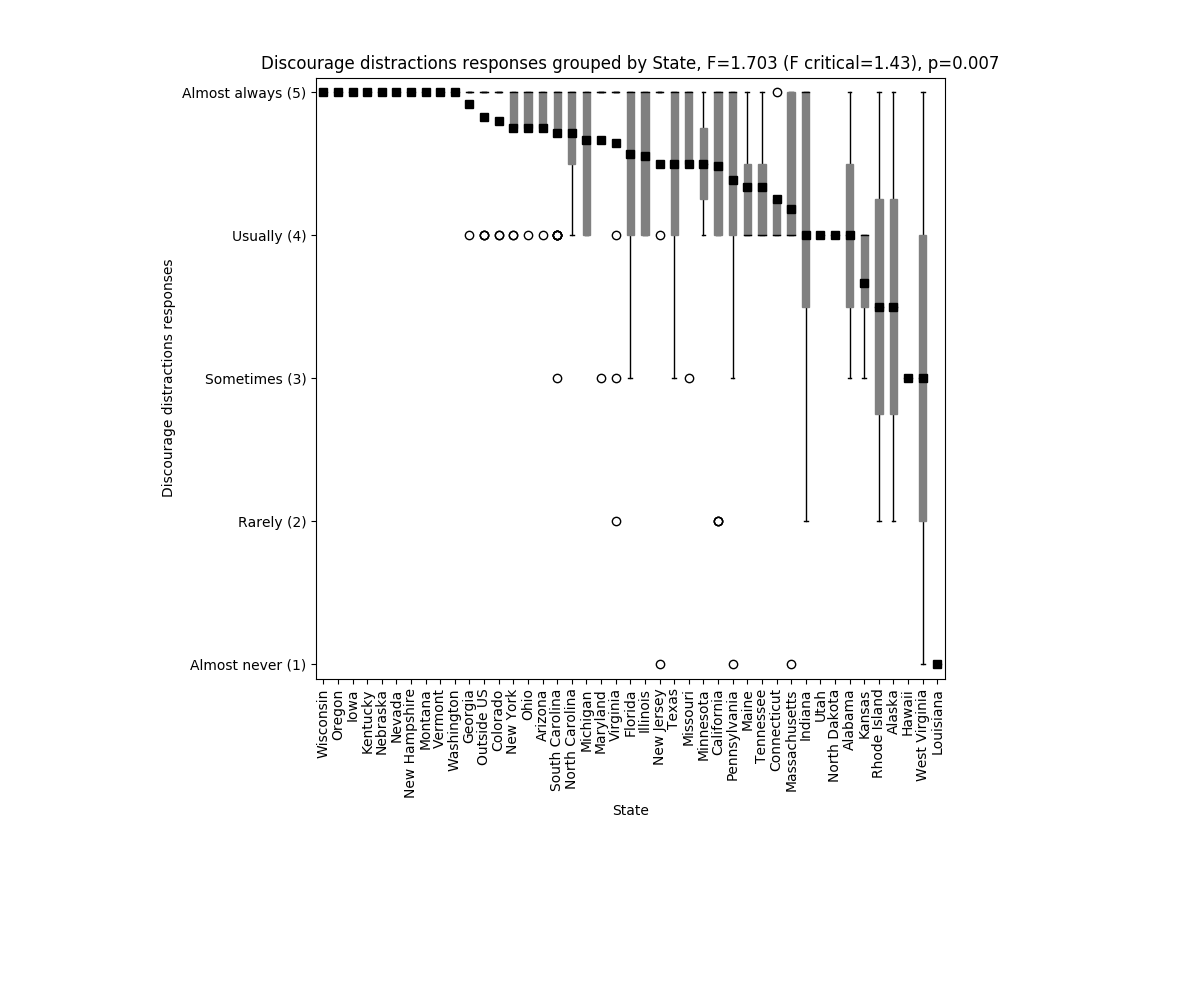 Discourage distractions responses grouped by State, F=1.703 (F critical=1.43), p=0.007
Almost always (5)
Usually (4)
Sometimes (3)
Rarely (2)
Almost never (1)
Discourage distractions responses
Wisconsin
Oregon
Iowa
Kentucky
Nebraska
Nevada
New Hampshire
Montana
Vermont
Washington
Georgia
Outside US
Colorado
New York
Ohio
Arizona
South Carolina
North Carolina
Michigan
Maryland
Virginia
Florida
Illinois
New Jersey
Texas
Missouri
Minnesota
California
Pennsylvania
Maine
Tennessee
Connecticut
Massachusetts
Indiana
Utah
North Dakota
Alabama
Kansas
Rhode Island
Alaska
Hawaii
West Virginia
Louisiana
State